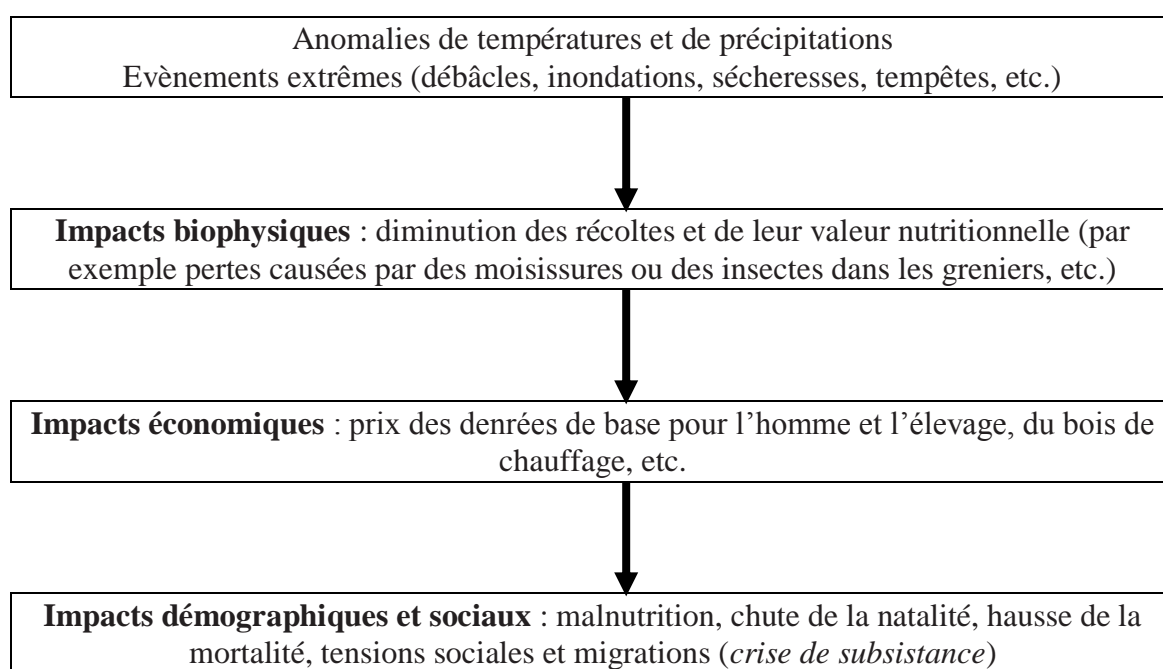 Anomalies de températures et de précipitations
Evènements extrêmes (débâcles, inondations, sécheresses, tempêtes, etc.)
Impacts biophysiques : diminution des récoltes et de leur valeur nutritionnelle (par
exemple pertes causées par des moisissures ou des insectes dans les greniers, etc.)
Impacts économiques : prix des denrées de base pour l’homme et l’élevage, du bois de
chauffage, etc.
Impacts démographiques et sociaux : malnutrition, chute de la natalité, hausse de la
mortalité, tensions sociales et migrations (crise de subsistance)